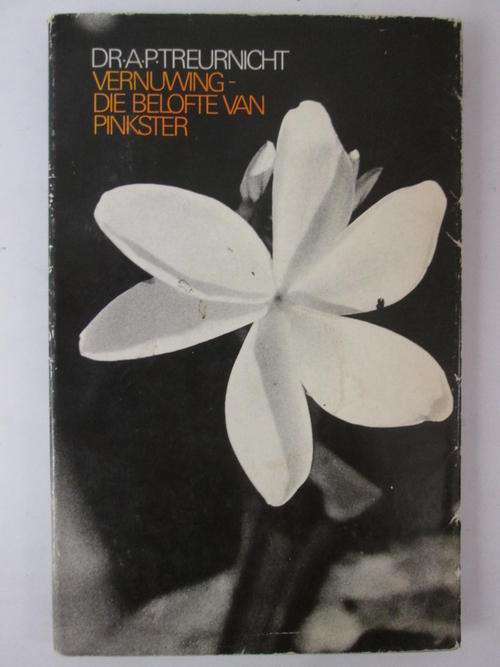 DR·A·P·TREURNICHT
VERNUWING-
DIE BELOFTE VAN
PINKSTER